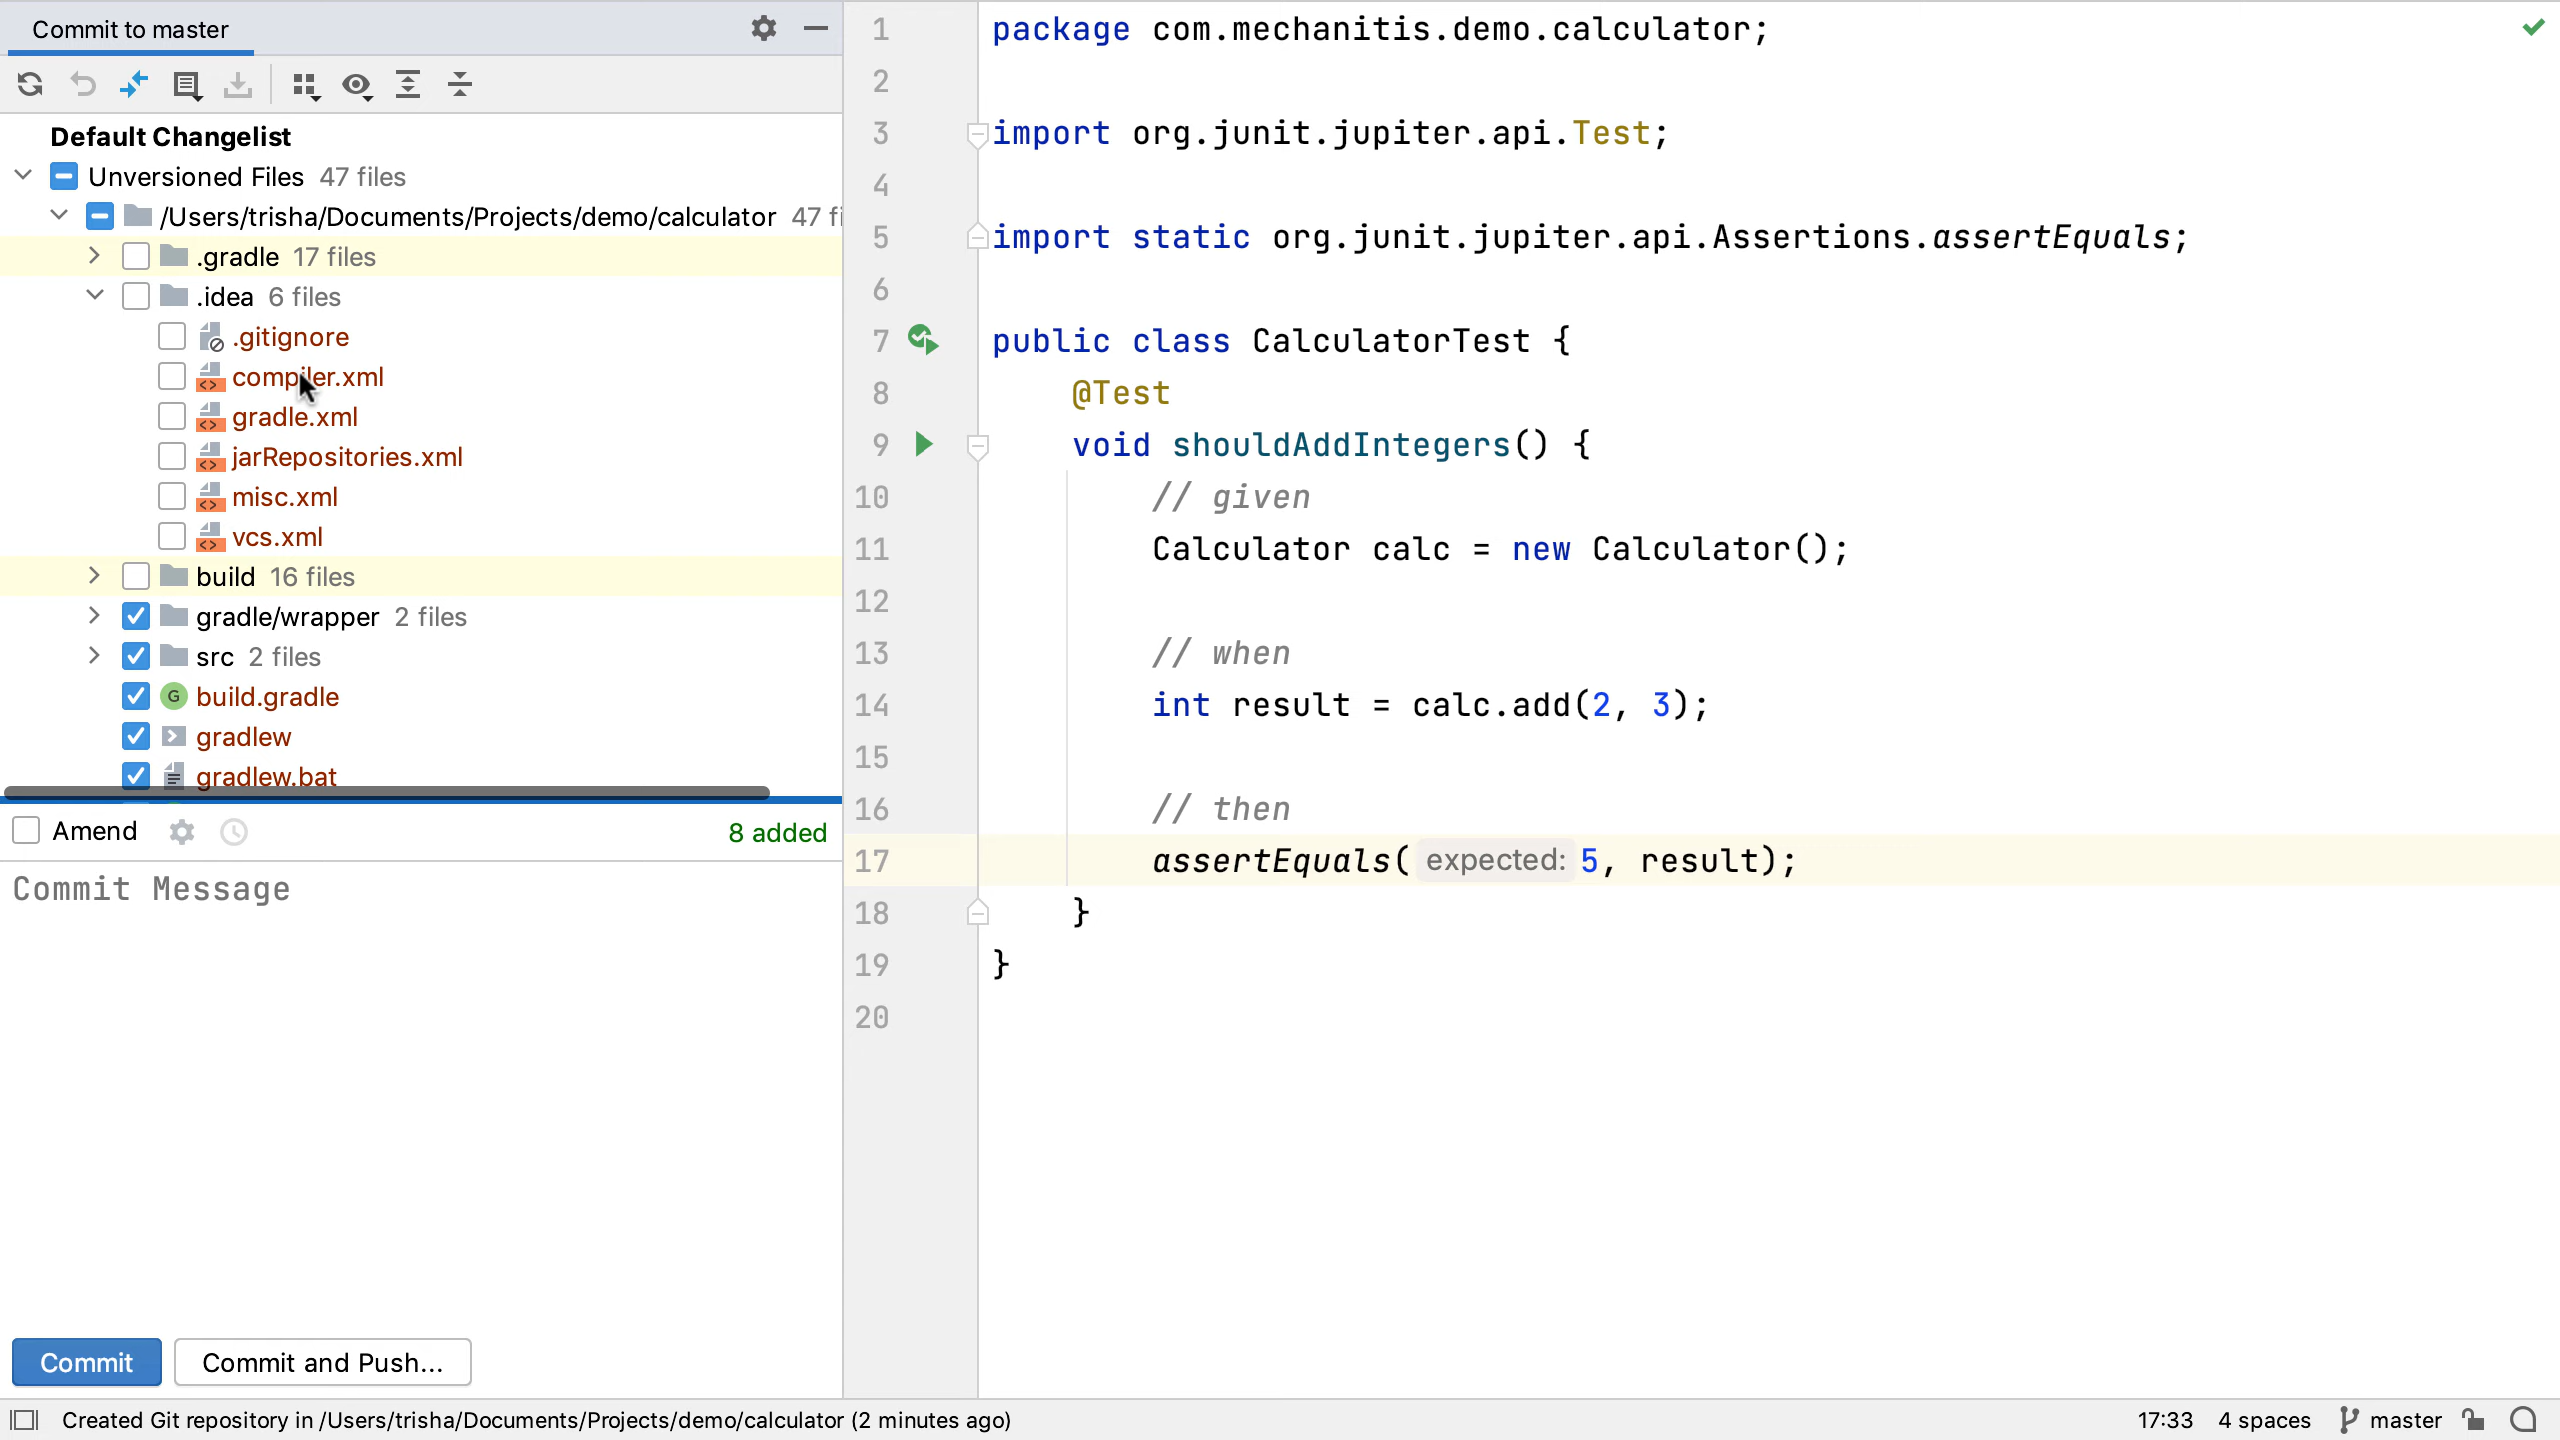 Commit to master
Default Changelist
Unversioned Files 47 files
/Users/trisha/Documents/Projects/demo/calculator 47 fi
.gradle 17 files
.idea 6 files
.gitignore
compiler.xml
gradle.xml
jarRepositories.xml
misc.xml
vcs.xml
build 16 files
gradle/wrapper 2 files
src 2 files
G build.gradle
gradlew
gradlew.bat
Amend 8 added
Commit Message
Commit Commit and Push...
1 package com.mechanitis.demo.calculator;
2
3 import org.junit.jupiter.api.Test;
4
5 import static org.junit.jupiter.api.Assertions.assertEquals;
6
7 public class CalculatorTest {
8 @Test
9 void shouldAddIntegers() {
10 // given
11 Calculator calc = new Calculator();
12
13 // when
14 int result = calc.add(2, 3);
15
16 // then
17 assertEquals( expected: 5, result);
18 }
19 }
20
Created Git repository in /Users/trisha/Documents/Projects/demo/calculator (2 minutes ago) 17:33 4 spaces master